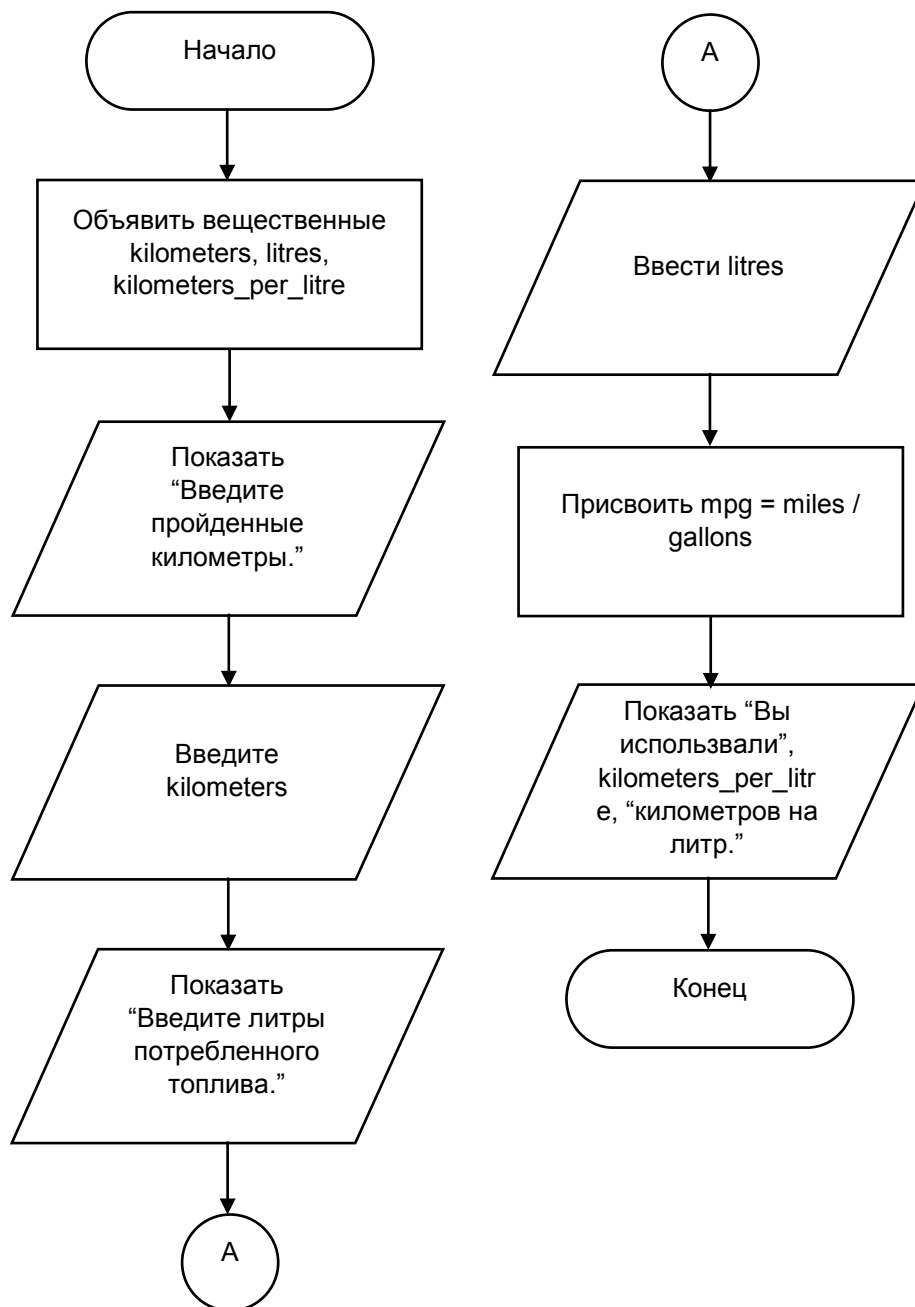 Начало
Объявить вещественные
kilometers, litres,
kilometers_per_litre
Показать
“Введите
пройденные
километры.”
Введите
kilometers
Показать
“Введите литры
потребленного
топлива.”
А
А
Ввести litres
Присвоить mpg = miles /
gallons
Показать “Вы
использвали”,
kilometers_per_litr
e, “километров на
литр.”
Конец